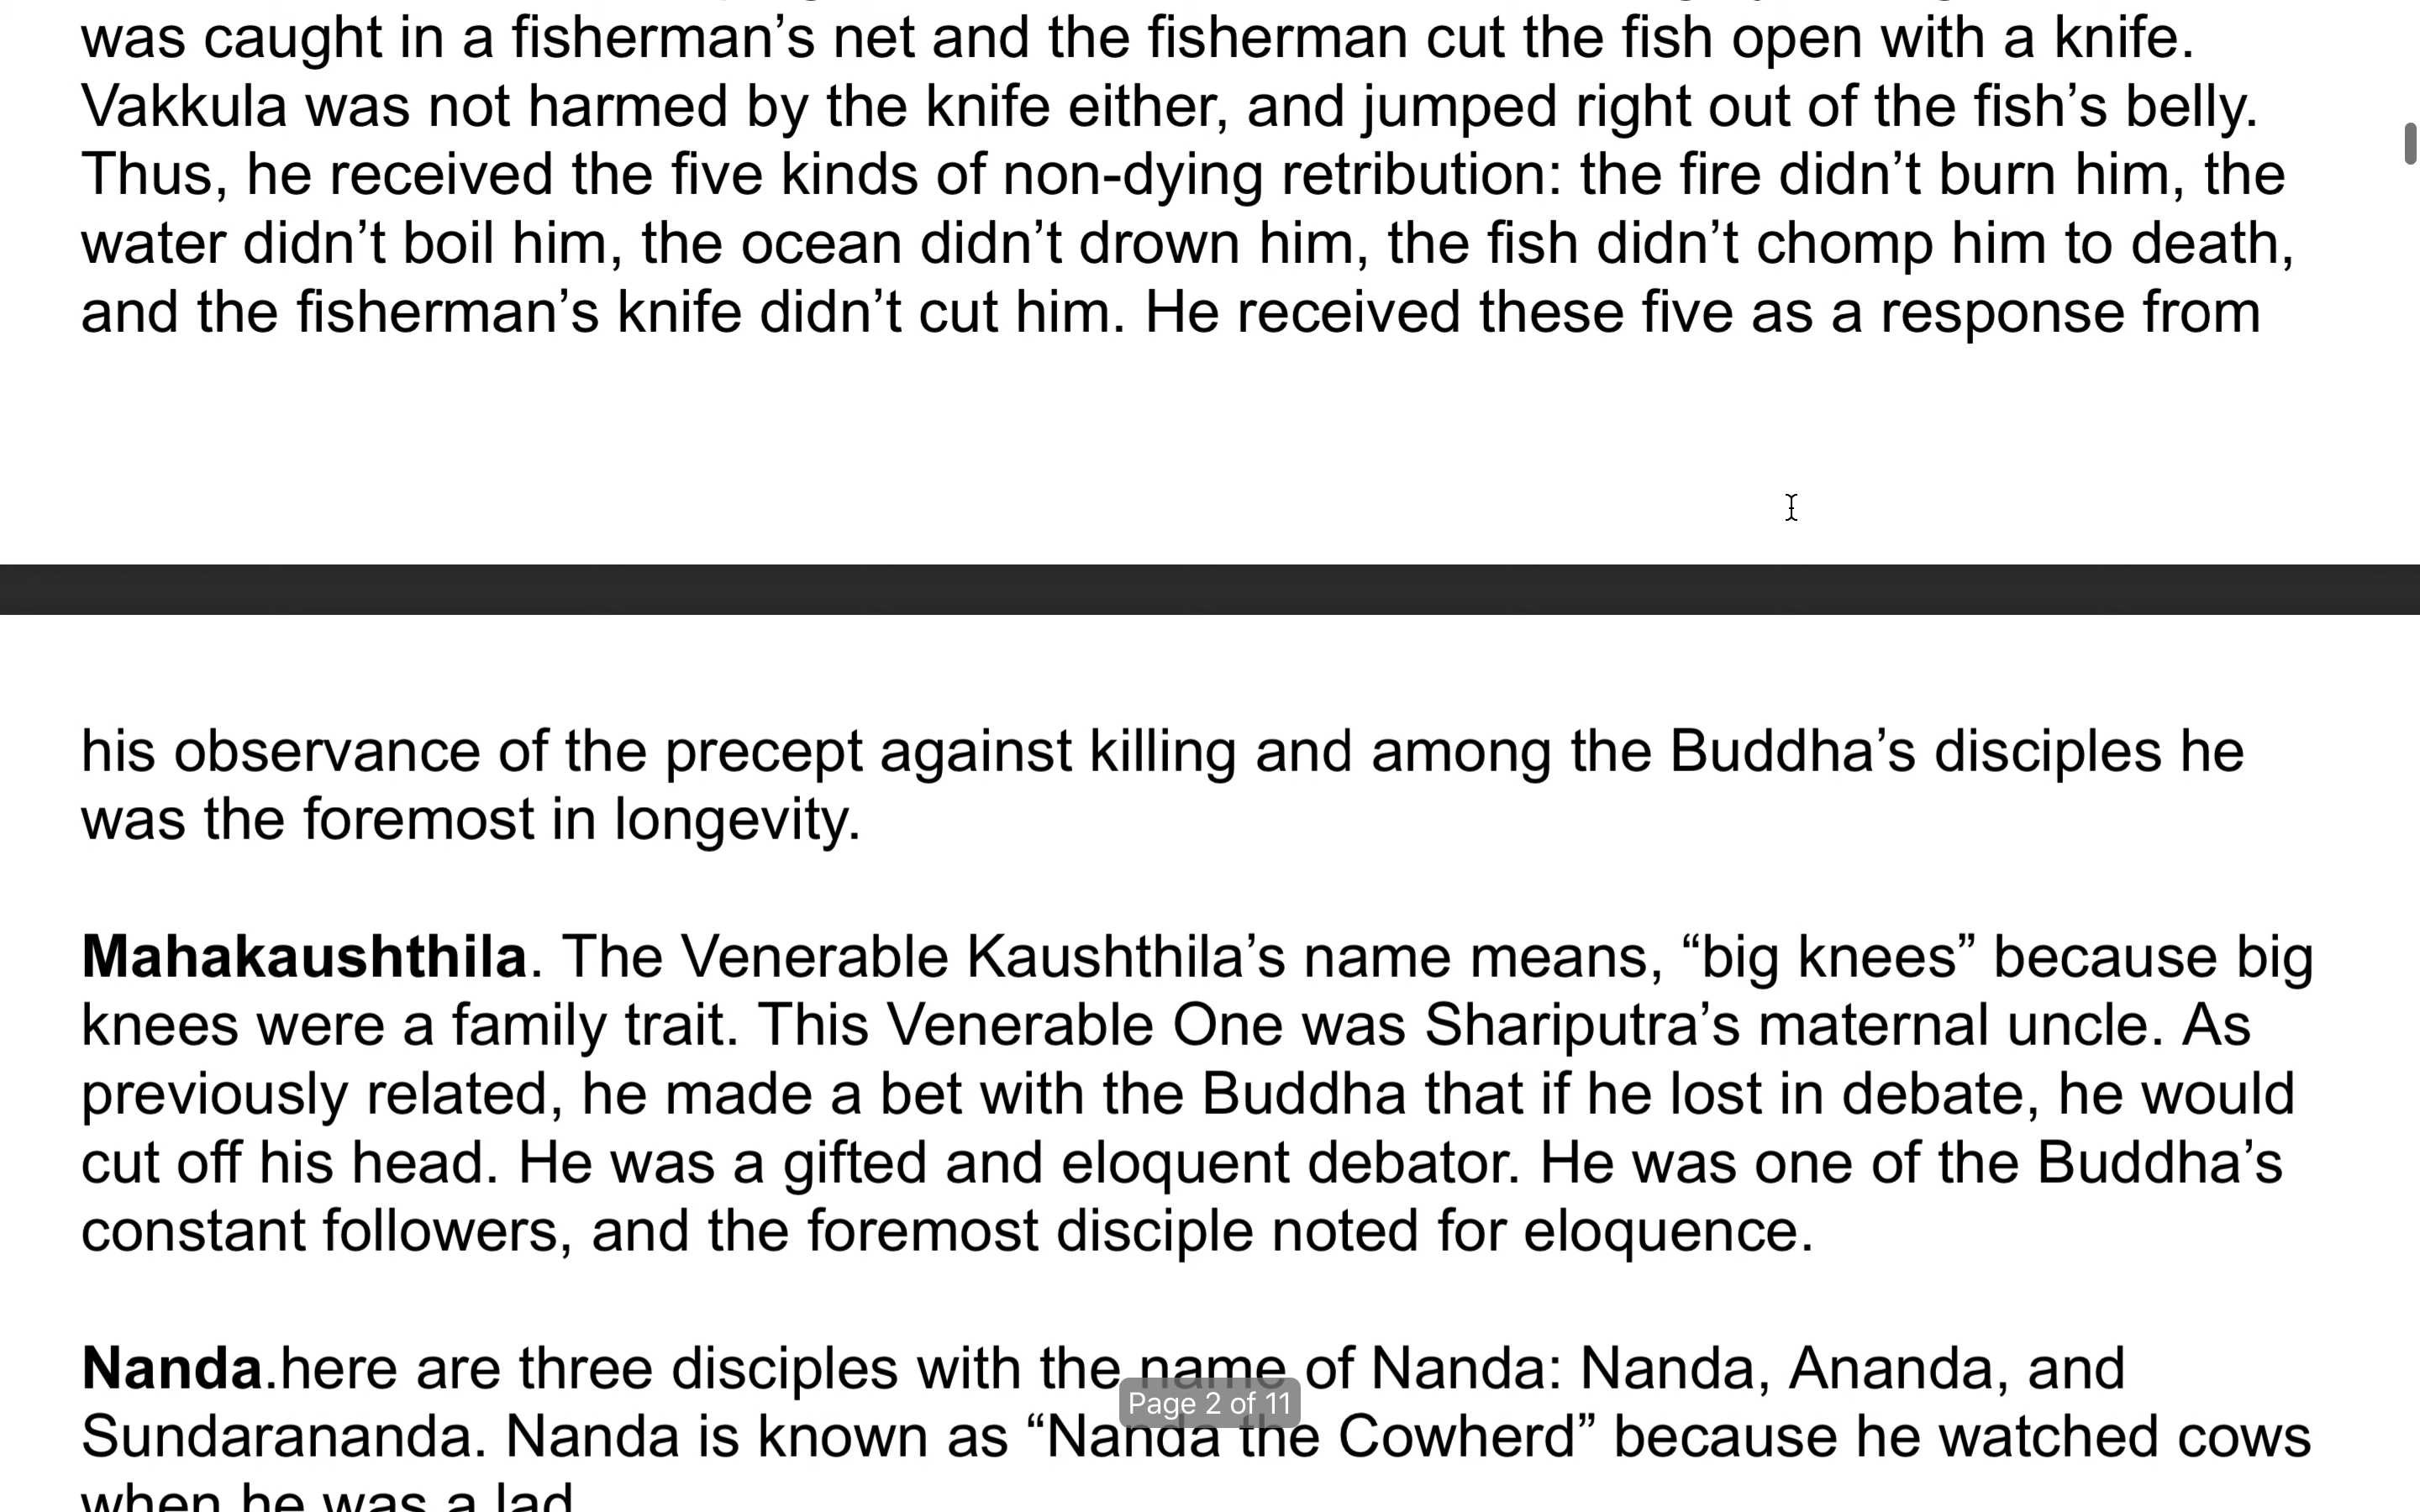 was caught in a fisherman’s net and the fisherman cut the fish open with a knife.
Vakkula was not harmed by the knife either, and jumped right out of the fish’s belly.
Thus, he received the five kinds of non-dying retribution: the fire didn’t burn him, the
water didn’t boil him, the ocean didn’t drown him, the fish didn’t chomp him to death,
and the fisherman’s knife didn’t cut him. He received these five as a response from
his observance of the precept against killing and among the Buddha’s disciples he
was the foremost in longevity.
Mahakaushthila. The Venerable Kaushthila’s name means, “big knees” because big
knees were a family trait. This Venerable One was Shariputra’s maternal uncle. As
previously related, he made a bet with the Buddha that if he lost in debate, he would
cut off his head. He was a gifted and eloquent debator. He was one of the Buddha’s
constant followers, and the foremost disciple noted for eloquence.
Nanda.here are three disciples with the name of Nanda: Nanda, Ananda, and
Page 2 of 11
Sundarananda. Nanda is known as “Nanda the Cowherd” because he watched cows
when he was a lad